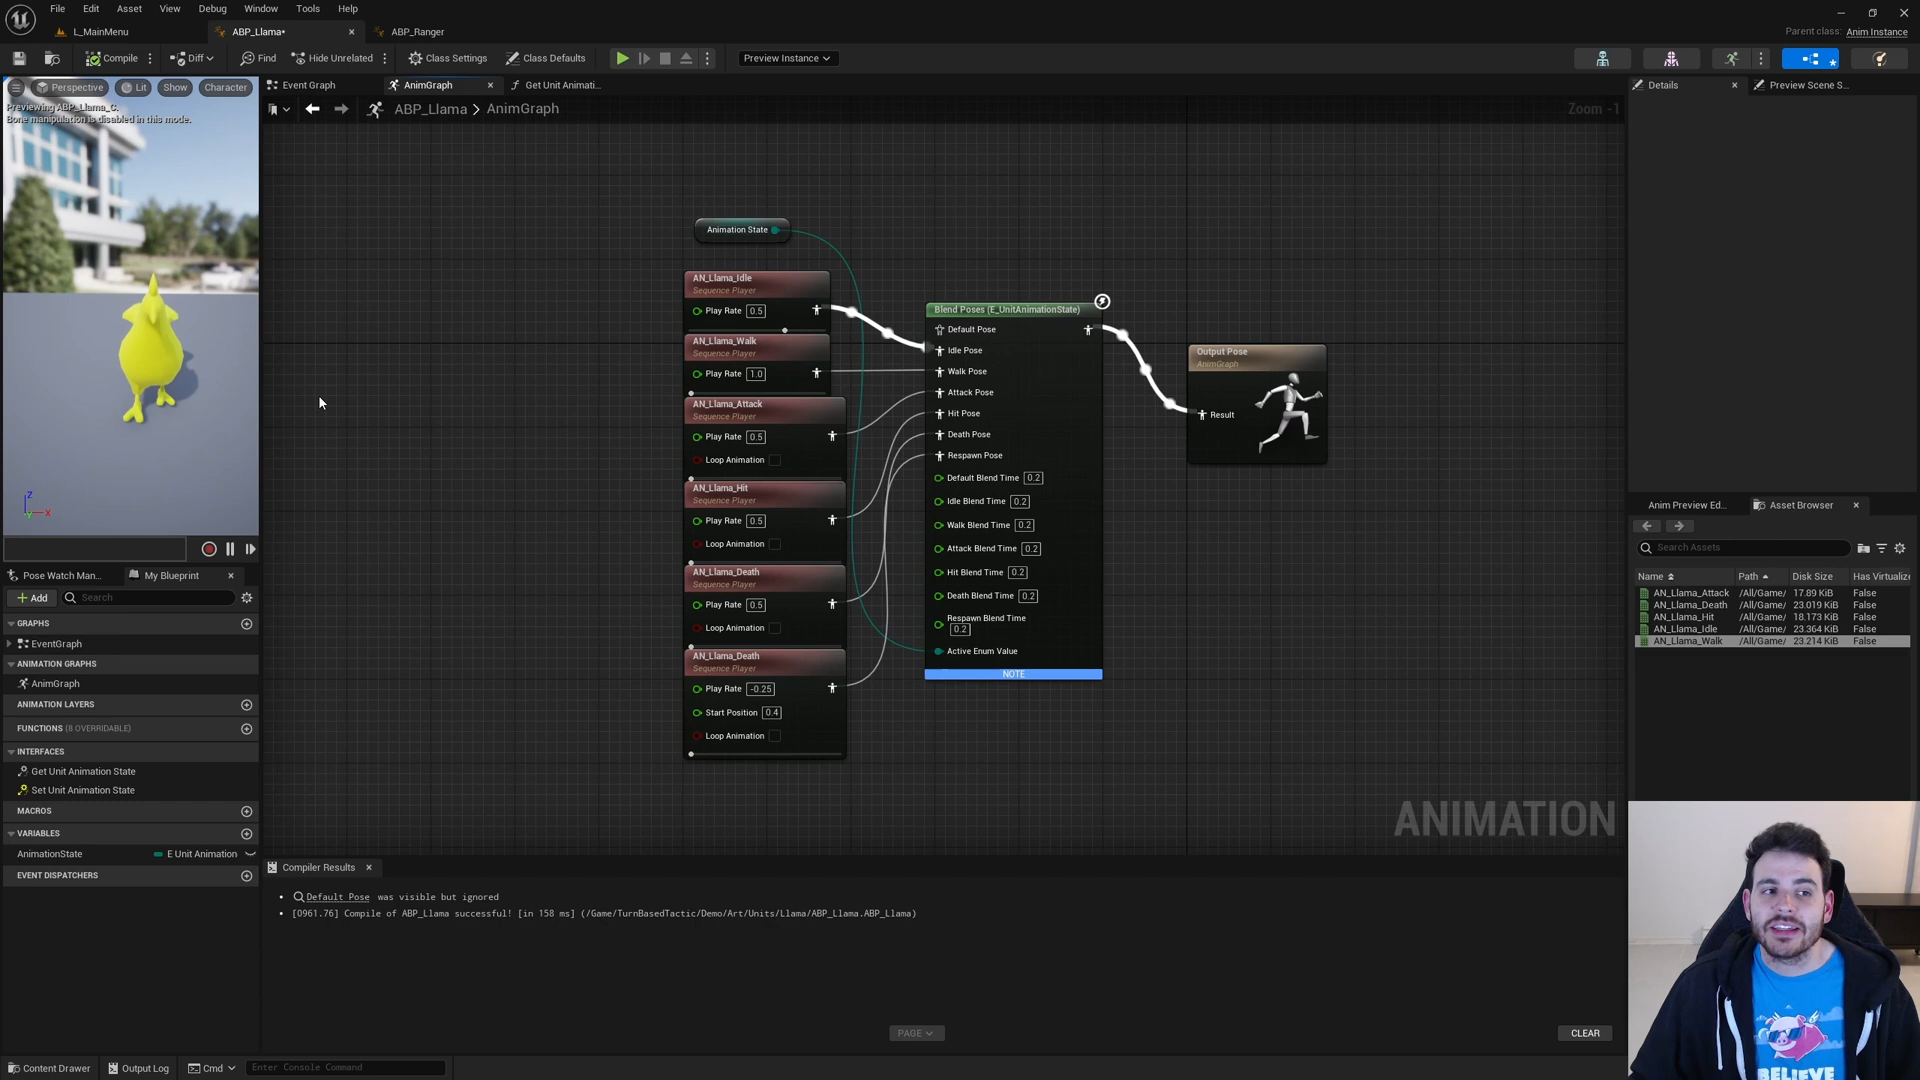 File Edit Asset View Debug Window Tools Help
L_MainMenu ABP_Llama• ABP_Ranger
Parent class: Anim Instance
Compile Diff Find Hide Unrelated Class Settings Class Defaults Preview Instance
Event Graph AnimGraph Get Unit Animati...
Perspective Lit Show Character
ABP_Llama > AnimGraph
Zoom -1
Previewing ABP_Llama_C.
Bone manipulation is disabled in this mode.
Details Preview Scene S...
Animation State
AN_Llama_Idle
Sequence Player
Play Rate 0.5
AN_Llama_Walk
Sequence Player
Play Rate 1.0
AN_Llama_Attack
Sequence Player
Play Rate 0.5
Loop Animation
AN_Llama_Hit
Sequence Player
Play Rate 0.5
Loop Animation
AN_Llama_Death
Sequence Player
Play Rate 0.5
Loop Animation
AN_Llama_Death
Sequence Player
Play Rate -0.25
Start Position 0.4
Loop Animation
Blend Poses (E_UnitAnimationState)
Default Pose
Idle Pose
Walk Pose
Attack Pose
Hit Pose
Death Pose
Respawn Pose
Default Blend Time 0.2
Idle Blend Time 0.2
Walk Blend Time 0.2
Attack Blend Time 0.2
Hit Blend Time 0.2
Death Blend Time 0.2
Respawn Blend Time
0.2
Active Enum Value
NOTE
Output Pose
AnimGraph
Result
ANIMATION
Z
X
Pose Watch Man... My Blueprint
Add Search
GRAPHS
EventGraph
ANIMATION GRAPHS
AnimGraph
ANIMATION LAYERS
FUNCTIONS (8 OVERRIDABLE)
INTERFACES
Get Unit Animation State
Set Unit Animation State
MACROS
VARIABLES
AnimationState E Unit Animation
EVENT DISPATCHERS
Anim Preview Ed... Asset Browser
Search Assets
Name Path Disk Size Has Virtualize
AN_Llama_Attack /All/Game/ 17.89 KiB False
AN_Llama_Death /All/Game/ 23.019 KiB False
AN_Llama_Hit /All/Game/ 18.173 KiB False
AN_Llama_Idle /All/Game/ 23.364 KiB False
AN_Llama_Walk /All/Game/ 23.214 KiB False
Compiler Results
Default Pose was visible but ignored
[0961.76] Compile of ABP_Llama successful! [in 158 ms] (/Game/TurnBasedTactic/Demo/Art/Units/Llama/ABP_Llama.ABP_Llama)
PAGE
CLEAR
BELIEVE
Content Drawer Output Log Cmd Enter Console Command